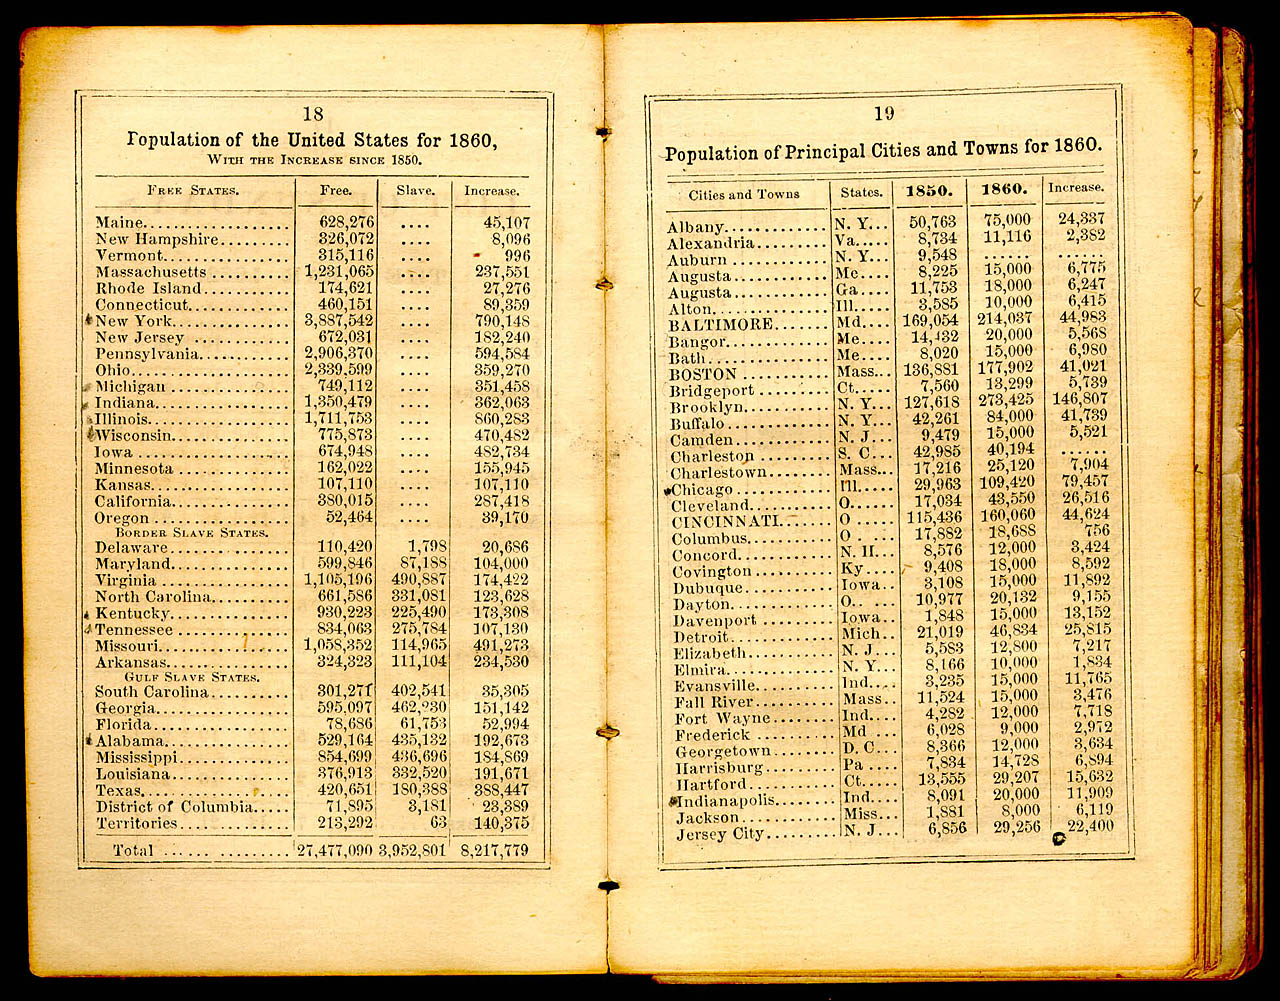 18
Population of the United States for 1860,
WITH THE INCREASE SINCE 1850.
FREE STATES. Free. Slave. Increase.
Maine................... 628,276 .... 45,107
New Hampshire.......... 326,072 .... 8,096
Vermont................. 315,116 .... 996
Massachusetts ........... 1,231,065 .... 237,551
Rhode Island............ 174,621 .... 27,276
Connecticut.............. 460,151 .... 89,359
New York................ 3,887,542 .... 790,148
New Jersey ............. 672,031 .... 182,240
Pennsylvania............ 2,906,370 .... 594,584
Ohio.................... 2,339,599 .... 359,270
Michigan ................ 749,112 .... 351,458
Indiana.................. 1,350,479 .... 362,063
Illinois.................. 1,711,753 .... 860,283
Wisconsin............... 775,873 .... 470,482
Iowa .................... 674,948 .... 482,734
Minnesota ............... 162,022 .... 155,945
Kansas.................. 107,110 .... 107,110
California............... 380,015 .... 287,418
Oregon .................. 52,464 .... 39,170
BORDER SLAVE STATES.
Delaware................ 110,420 1,798 20,686
Maryland................ 599,846 87,188 104,000
Virginia ................. 1,105,196 490,887 174,422
North Carolina........... 661,586 331,081 123,628
Kentucky................ 930,223 225,490 173,308
Tennessee ............... 834,063 275,784 107,130
Missouri................. 1,058,352 114,965 491,273
Arkansas................ 324,323 111,104 234,530
GULF SLAVE STATES.
South Carolina.......... 301,271 402,541 35,305
Georgia.................. 595,097 462,230 151,142
Florida .................. 78,686 61,753 52,994
Alabama................. 529,164 435,132 192,673
Mississippi............... 854,699 436,696 184,869
Louisiana................ 376,913 332,520 191,671
Texas.................... 420,651 180,388 388,447
District of Columbia..... 71,895 3,181 23,389
Territories............... 213,292 63 140,375
Total ...... .......... 27,477,090 3,952,801 8,217,779
19
Population of Principal Cities and Towns for 1860.
Cities and Towns States. 1850. 1860. Increase.
Albany.............. N. Y... 50,763 75,000 24,337
Alexandria.......... Va..... 8,734 11,116 2,382
Auburn ............. N. Y... 9,548 ...... ......
Augusta............. Me.... 8,225 15,000 6,775
Augusta............. Ga.... 11,753 18,000 6,247
Alton............... Ill..... 3,585 10,000 6,415
BALTIMORE....... Md.... 169,054 214,037 44,983
Bangor.............. Me.... 14,432 20,000 5,568
Bath................ Me.... 8,020 15,000 6,980
BOSTON ........... Mass... 136,881 177,902 41,021
Bridgeport .......... Ct..... 7,560 13,299 5,739
Brooklyn............ N. Y... 127,618 273,425 146,807
Buffalo.............. N. Y... 42,261 84,000 41,739
Camden............. N. J... 9,479 15,000 5,521
Charleston .......... S. C... 42,985 40,194 ......
Charlestown......... Mass... 17,216 25,120 7,904
Chicago ............. Ill..... 29,963 109,420 79,457
Cleveland........... O...... 17,034 43,550 26,516
CINCINNATI....... O ..... 115,436 160,060 44,624
Columbus........... O . ... 17,882 18,688 756
Concord............. N. H... 8,576 12,000 3,424
Covington........... Ky.... 9,408 18,000 8,592
Dubuque............ Iowa.. 3,108 15,000 11,892
Dayton.............. O.. .... 10,977 20,132 9,155
Davenport .......... Iowa.. 1,848 15,000 13,152
Detroit.............. Mich.. 21,019 46,834 25,815
Elizabeth............ N. J... 5,583 12,800 7,217
Elmira.............. N. Y... 8,166 10,000 1,834
Evansville........... Ind.... 3,235 15,000 11,765
Fall River........... Mass.. 11,524 15,000 3,476
Fort Wayne......... Ind.... 4,282 12,000 7,718
Frederick ........... Md ... 6,028 9,000 2,972
Georgetown......... D. C... 8,366 12,000 3,634
Harrisburg.......... Pa .... 7,834 14,728 6,894
Hartford............ Ct..... 13,555 29,207 15,632
Indianapolis......... Ind.... 8,091 20,000 11,909
Jackson............. Miss... 1,881 8,000 6,119
Jersey City.......... N. J... 6,856 29,256 22,400